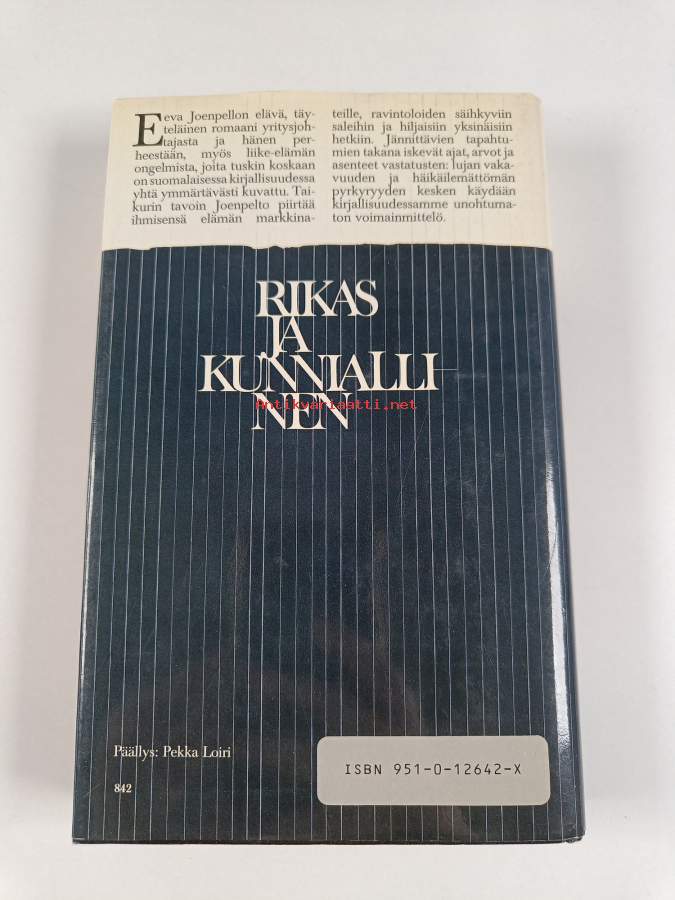 Eeva Joenpellon elävä, täy-
teläinen romaani yritysjoh-
tajasta ja hänen per-
heestään, myös liike-elämän
ongelmista, joita tuskin koskaan
on suomalaisessa kirjallisuudessa
yhtä ymmärtävästi kuvattu. Tai-
kurin tavoin Joenpelto piirtää
ihmisensä elämän markkina-
teille, ravintoloiden säihkyviin
saleihin ja hiljaisiin yksinäisiin
hetkiin. Jännittävien tapahtu-
mien takana iskevät ajat, arvot ja
asenteet vastatusten: lujan vaka-
vuuden ja häikäilemättömän
pyrkyryyden kesken käydään
kirjallisuudessamme unohtuma-
ton voimainmittelö.
RIKAS
JA
KUNNIALLI-
NEN
Antikvariaatti.net
Päällys: Pekka Loiri
842
ISBN 951-0-12642-X